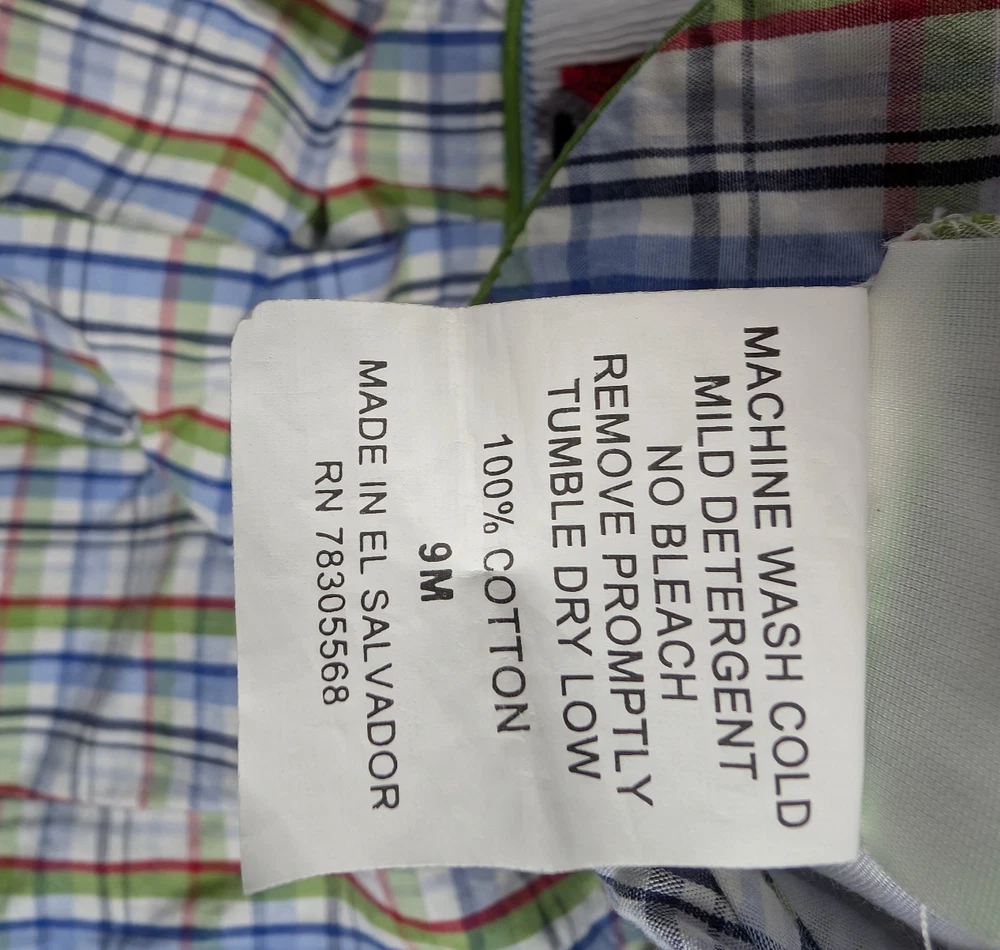 MACHINE WASH COLD
MILD DETERGENT
NO BLEACH
REMOVE PROMPTLY
TUMBLE DRY LOW
100% COTTON
9M
MADE IN EL SALVADOR
RN 78305568